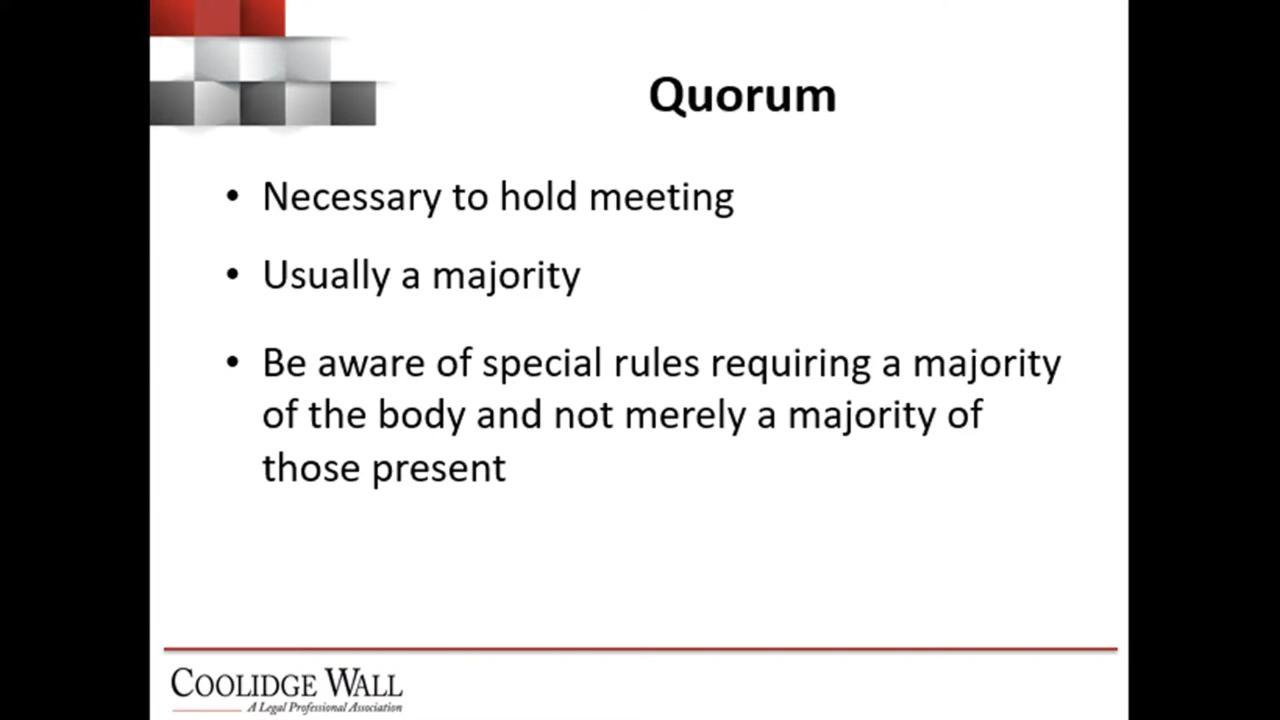 Quorum
• Necessary to hold meeting
• Usually a majority
• Be aware of special rules requiring a majority
of the body and not merely a majority of
those present
COOLIDGE WALL
A Legal Professional Association